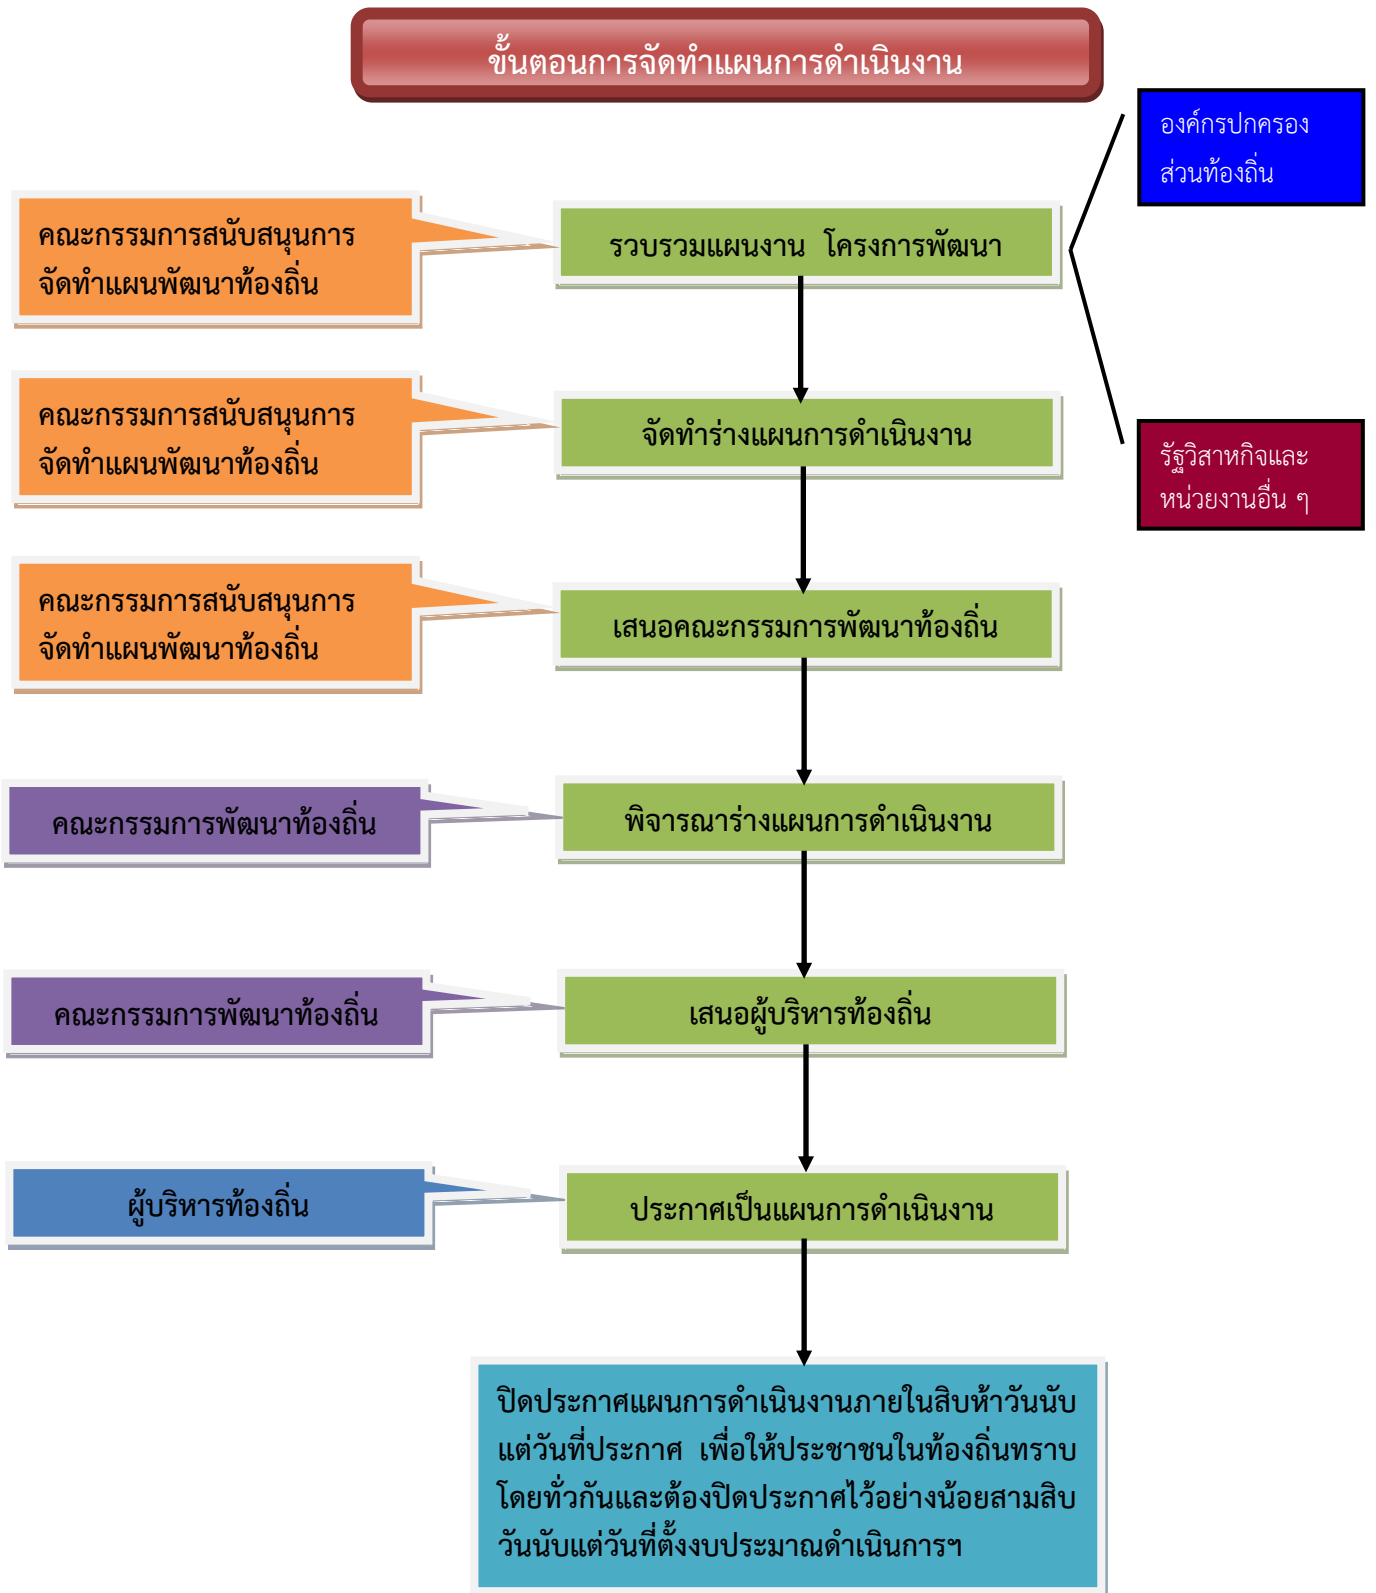 ขั้นตอนการจัดทำแผนการดำเนินงาน
องค์กรปกครอง
ส่วนท้องถิ่น
คณะกรรมการสนับสนุนการ
จัดทำแผนพัฒนาท้องถิ่น
รวบรวมแผนงาน โครงการพัฒนา
คณะกรรมการสนับสนุนการ
จัดทำแผนพัฒนาท้องถิ่น
จัดทำร่างแผนการดำเนินงาน
รัฐวิสาหกิจและ
หน่วยงานอื่น ๆ
คณะกรรมการสนับสนุนการ
จัดทำแผนพัฒนาท้องถิ่น
เสนอคณะกรรมการพัฒนาท้องถิ่น
คณะกรรมการพัฒนาท้องถิ่น
พิจารณาร่างแผนการดำเนินงาน
คณะกรรมการพัฒนาท้องถิ่น
เสนอผู้บริหารท้องถิ่น
ผู้บริหารท้องถิ่น
ประกาศเป็นแผนการดำเนินงาน
ปิดประกาศแผนการดำเนินงานภายในสิบห้าวันนับ
แต่วันที่ประกาศ เพื่อให้ประชาชนในท้องถิ่นทราบ
โดยทั่วกันและต้องปิดประกาศไว้อย่างน้อยสามสิบ
วันนับแต่วันที่ตั้งงบประมาณดำเนินการฯ